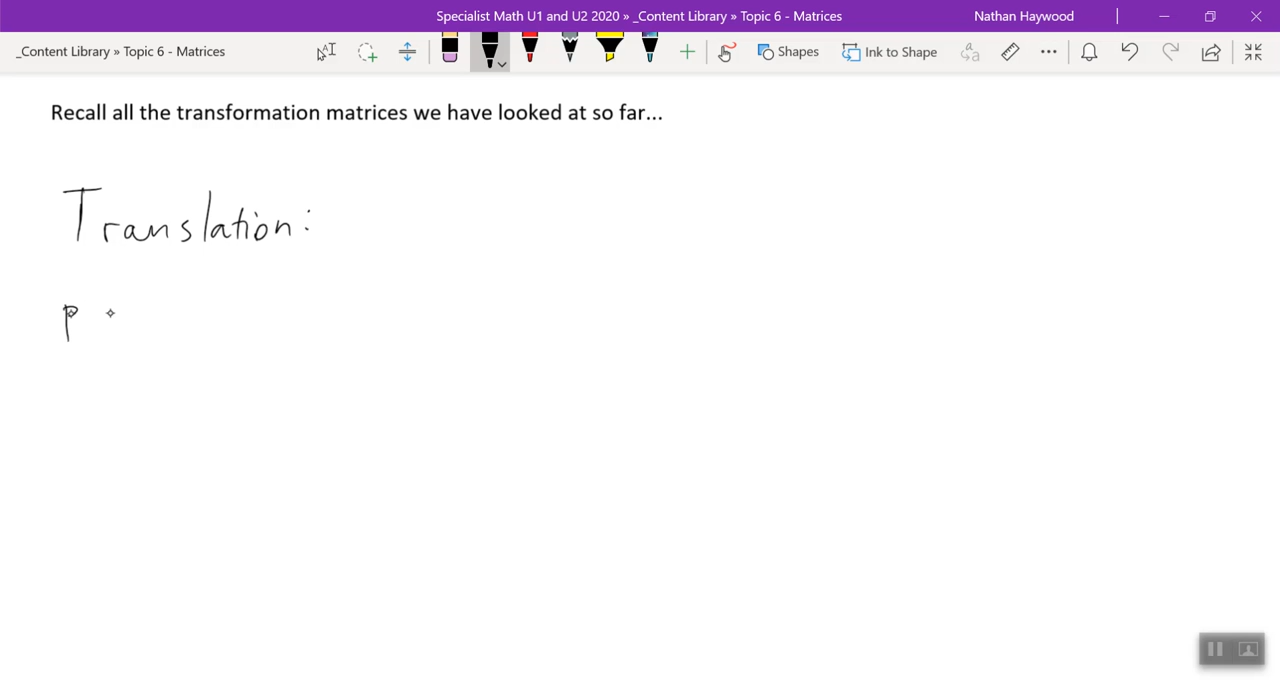 Specialist Math U1 and U2 2020 » _Content Library » Topic 6 - Matrices Nathan Haywood
_Content Library » Topic 6 - Matrices Shapes Ink to Shape
Recall all the transformation matrices we have looked at so far...
Translation:
P